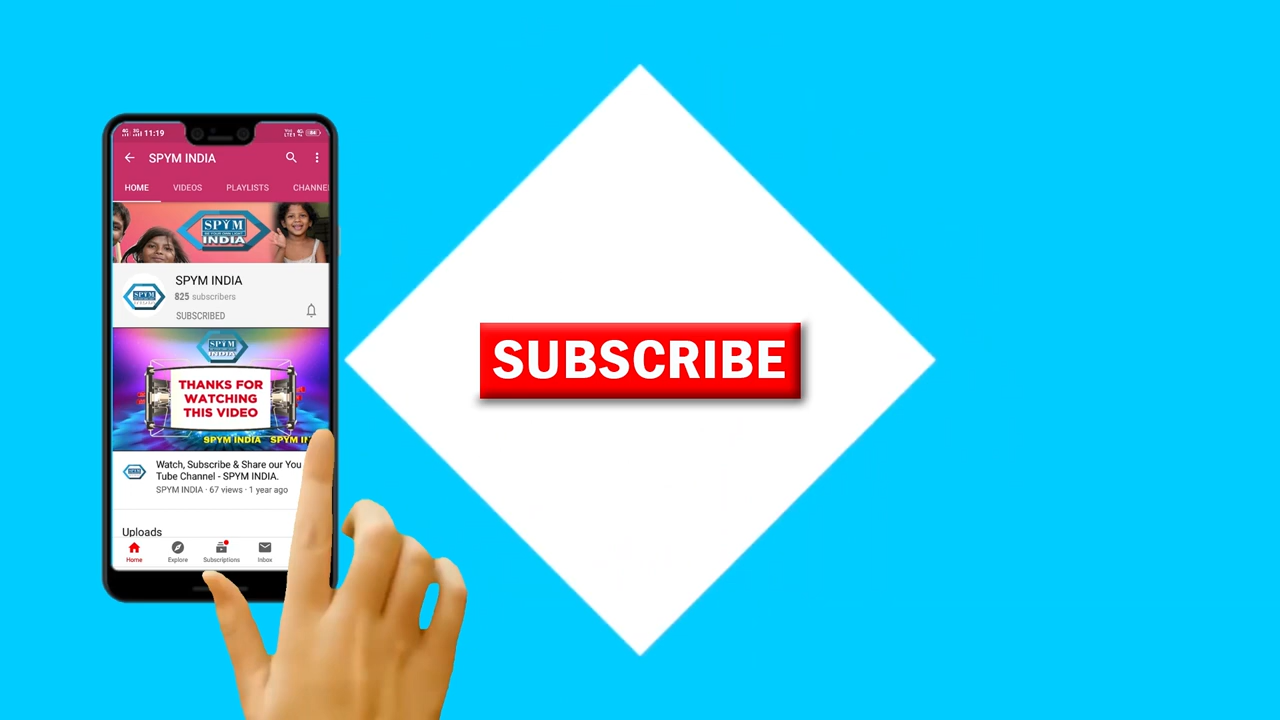 11:19
SPYM INDIA
HOME VIDEOS PLAYLISTS CHANNE
SPYM
INDIA
SPYM INDIA
825 subscribers
SUBSCRIBED
SPYM
INDIA
THANKS FOR
WATCHING
THIS VIDEO
SPYM INDIA SPYM IN
Watch, Subscribe & Share our You
Tube Channel - SPYM INDIA.
SPYM INDIA · 67 views · 1 year ago
Uploads
Home Explore Subscriptions Inbox
SUBSCRIBE